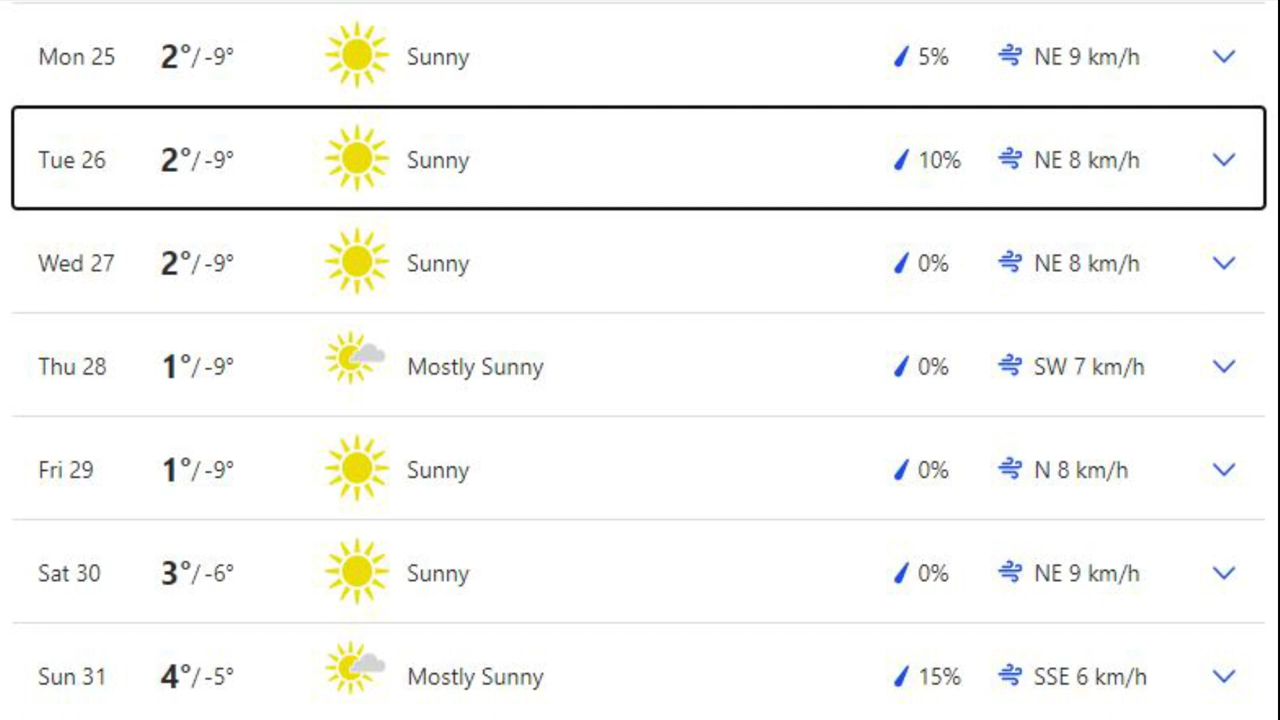 Mon 25 2°/ -9° Sunny 5% NE 9 km/h
Tue 26 2°/ -9° Sunny 10% NE 8 km/h
Wed 27 2°/ -9° Sunny 0% NE 8 km/h
Thu 28 1°/ -9° Mostly Sunny 0% SW 7 km/h
Fri 29 1°/ -9° Sunny 0% N 8 km/h
Sat 30 3°/ -6° Sunny 0% NE 9 km/h
Sun 31 4°/ -5° Mostly Sunny 15% SSE 6 km/h